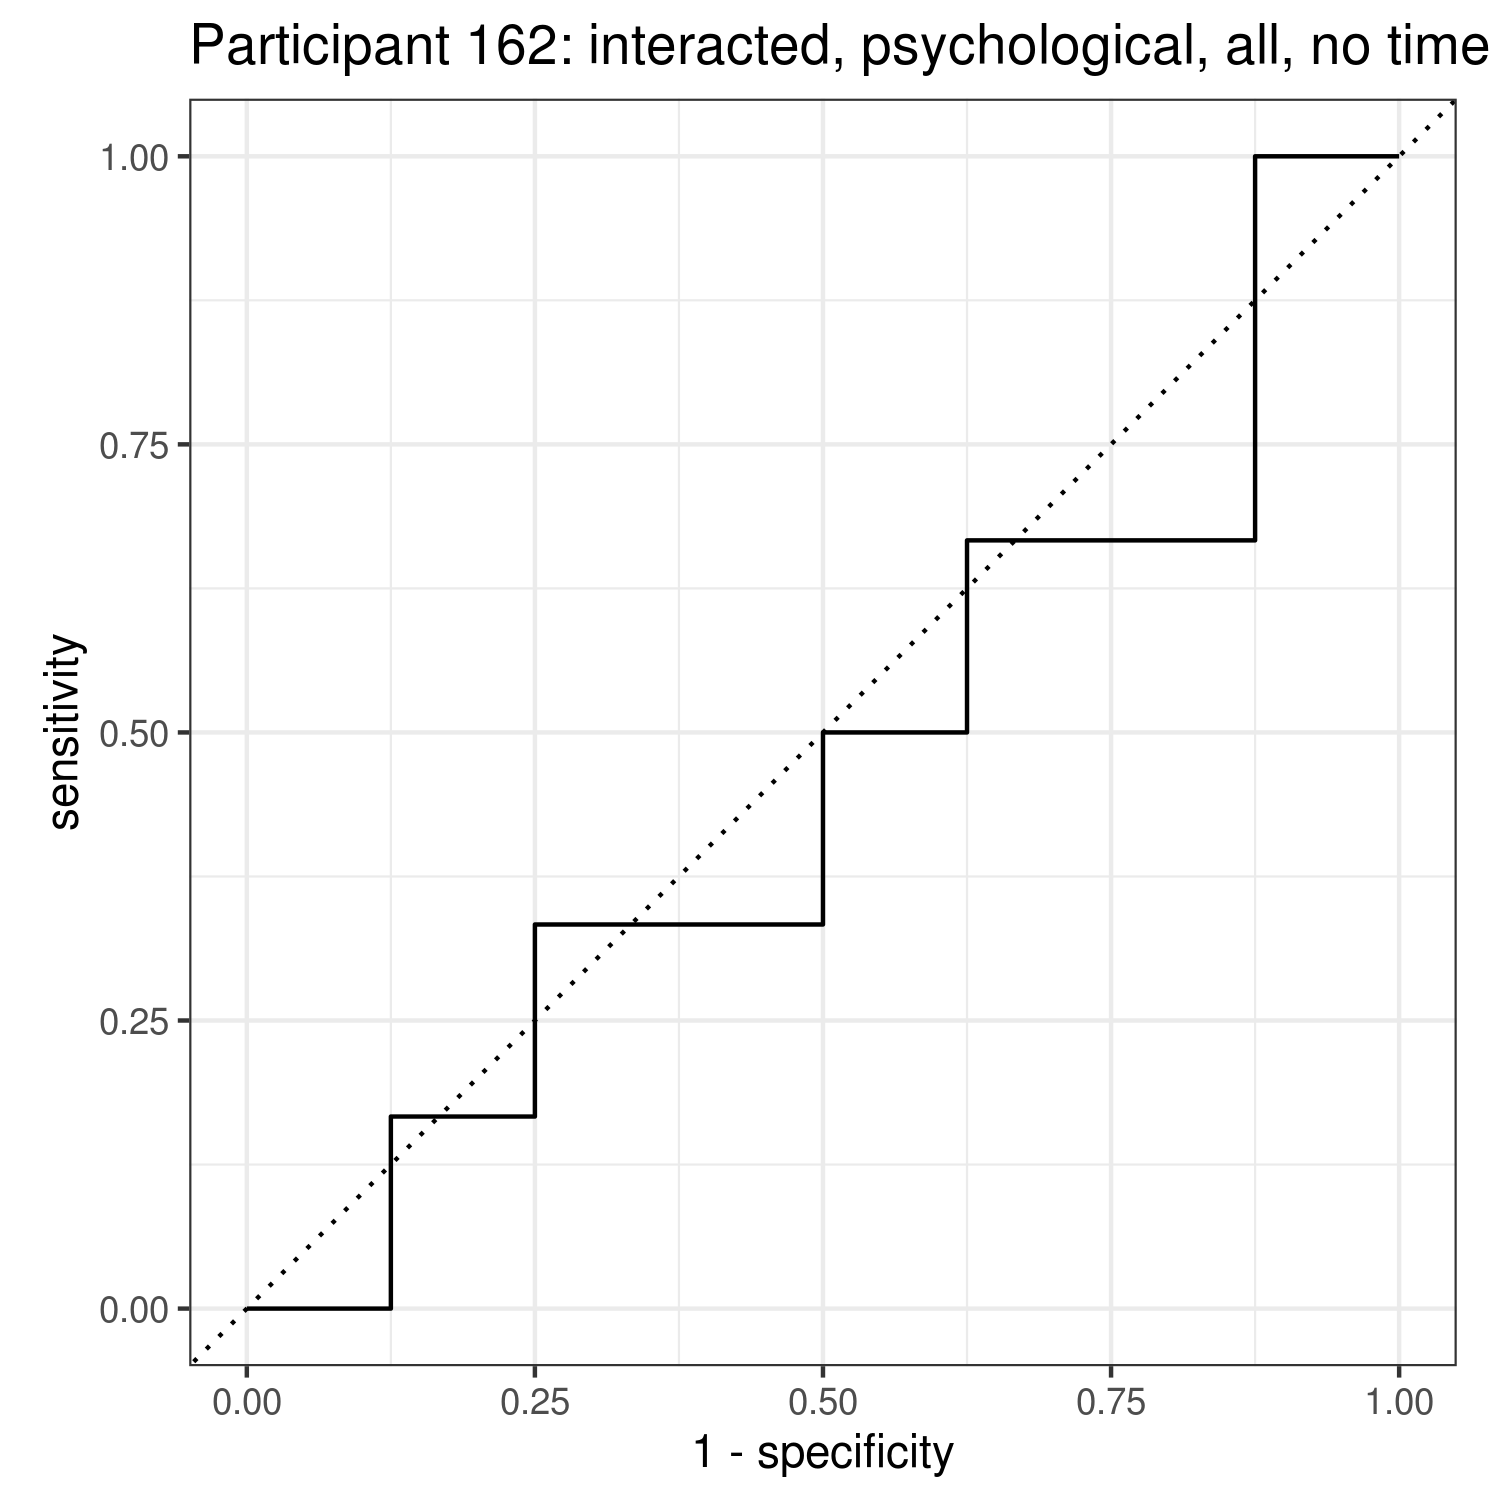 Participant 162: interacted, psychological, all, no time
1.00
0.75
0.50
0.25
0.00
sensitivity
0.00 0.25 0.50 0.75 1.00
1 - specificity